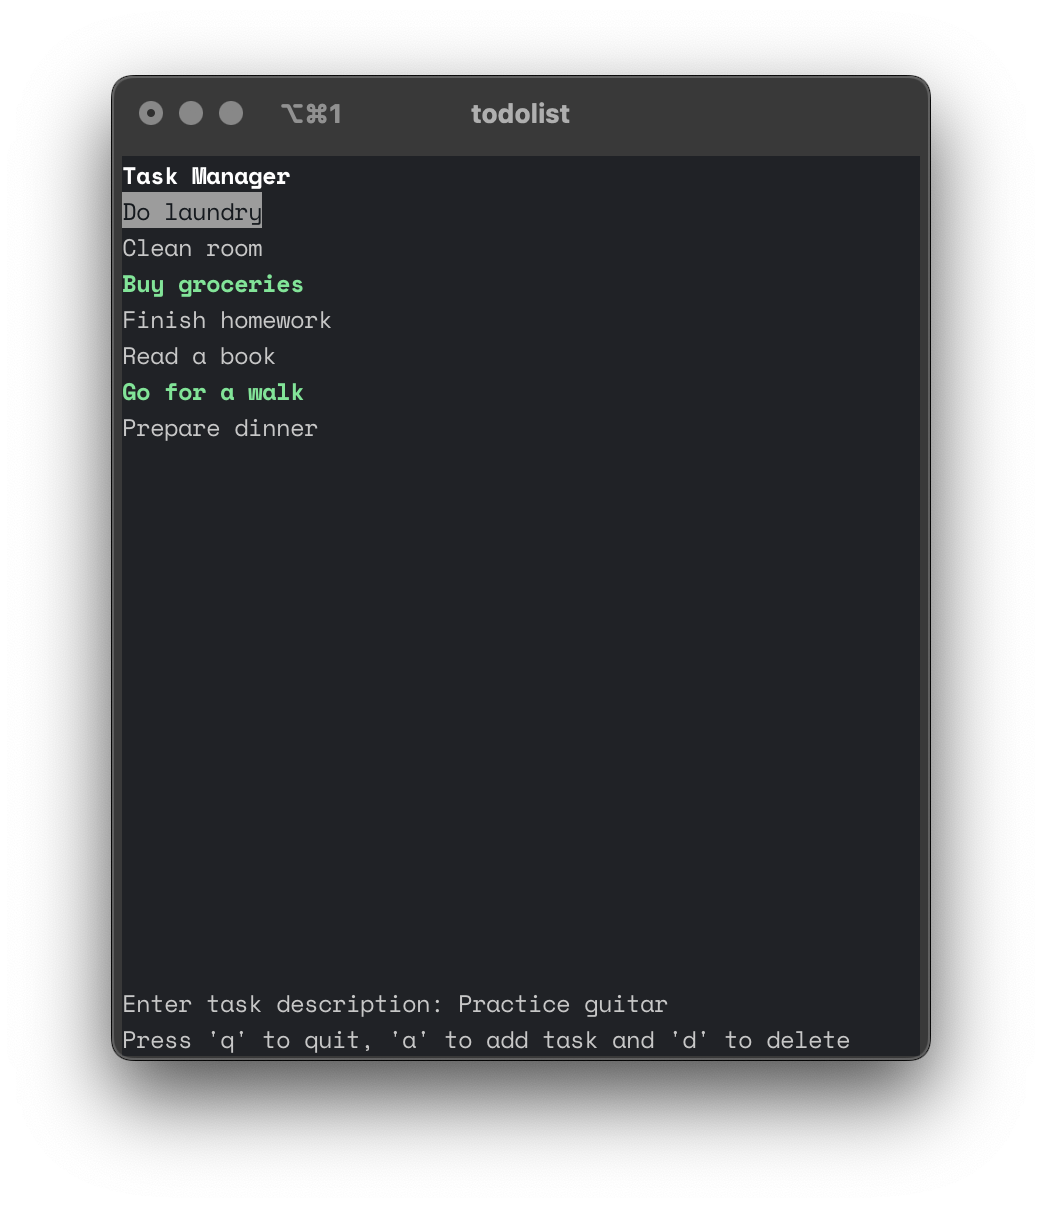 ⌥⌘1 todolist
Task Manager
Do laundry
Clean room
Buy groceries
Finish homework
Read a book
Go for a walk
Prepare dinner
Enter task description: Practice guitar
Press 'q' to quit, 'a' to add task and 'd' to delete